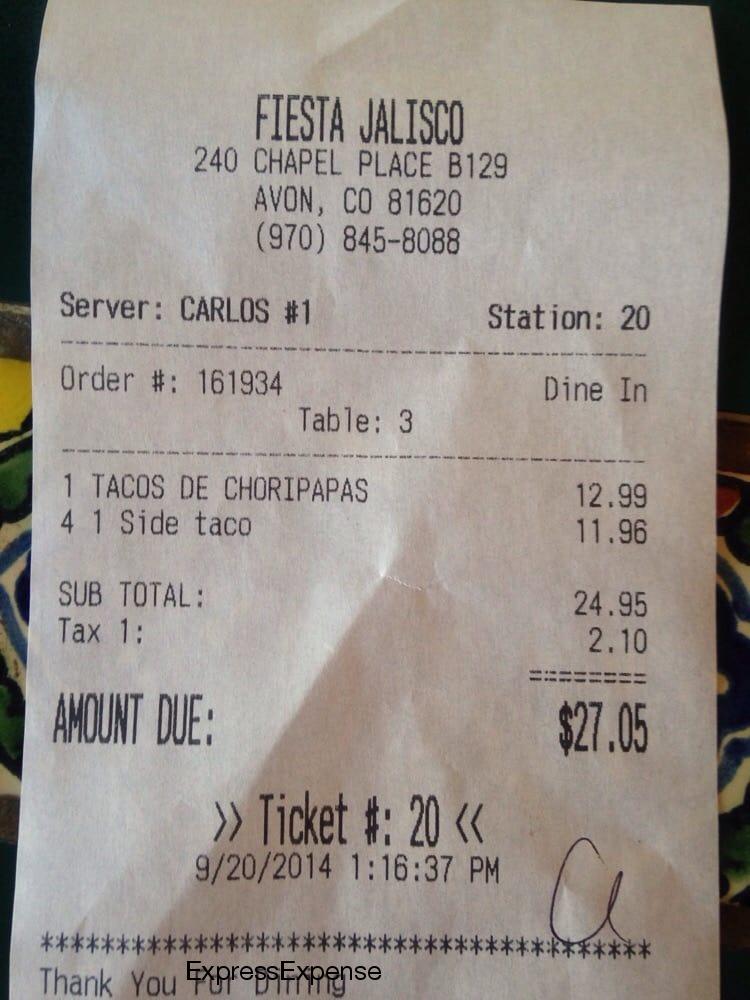 FIESTA JALISCO
240 CHAPEL PLACE B129
AVON, CO 81620
(970) 845-8088
Server: CARLOS #1 Station: 20
Order #: 161934 Dine In
Table: 3
1 TACOS DE CHORIPAPAS 12.99
4 1 Side taco 11.96
SUB TOTAL: 24.95
Tax 1: 2.10
========
AMOUNT DUE: $27.05
>> Ticket #: 20 <<
9/20/2014 1:16:37 PM
****************************************
Thank You For Dining
ExpressExpense